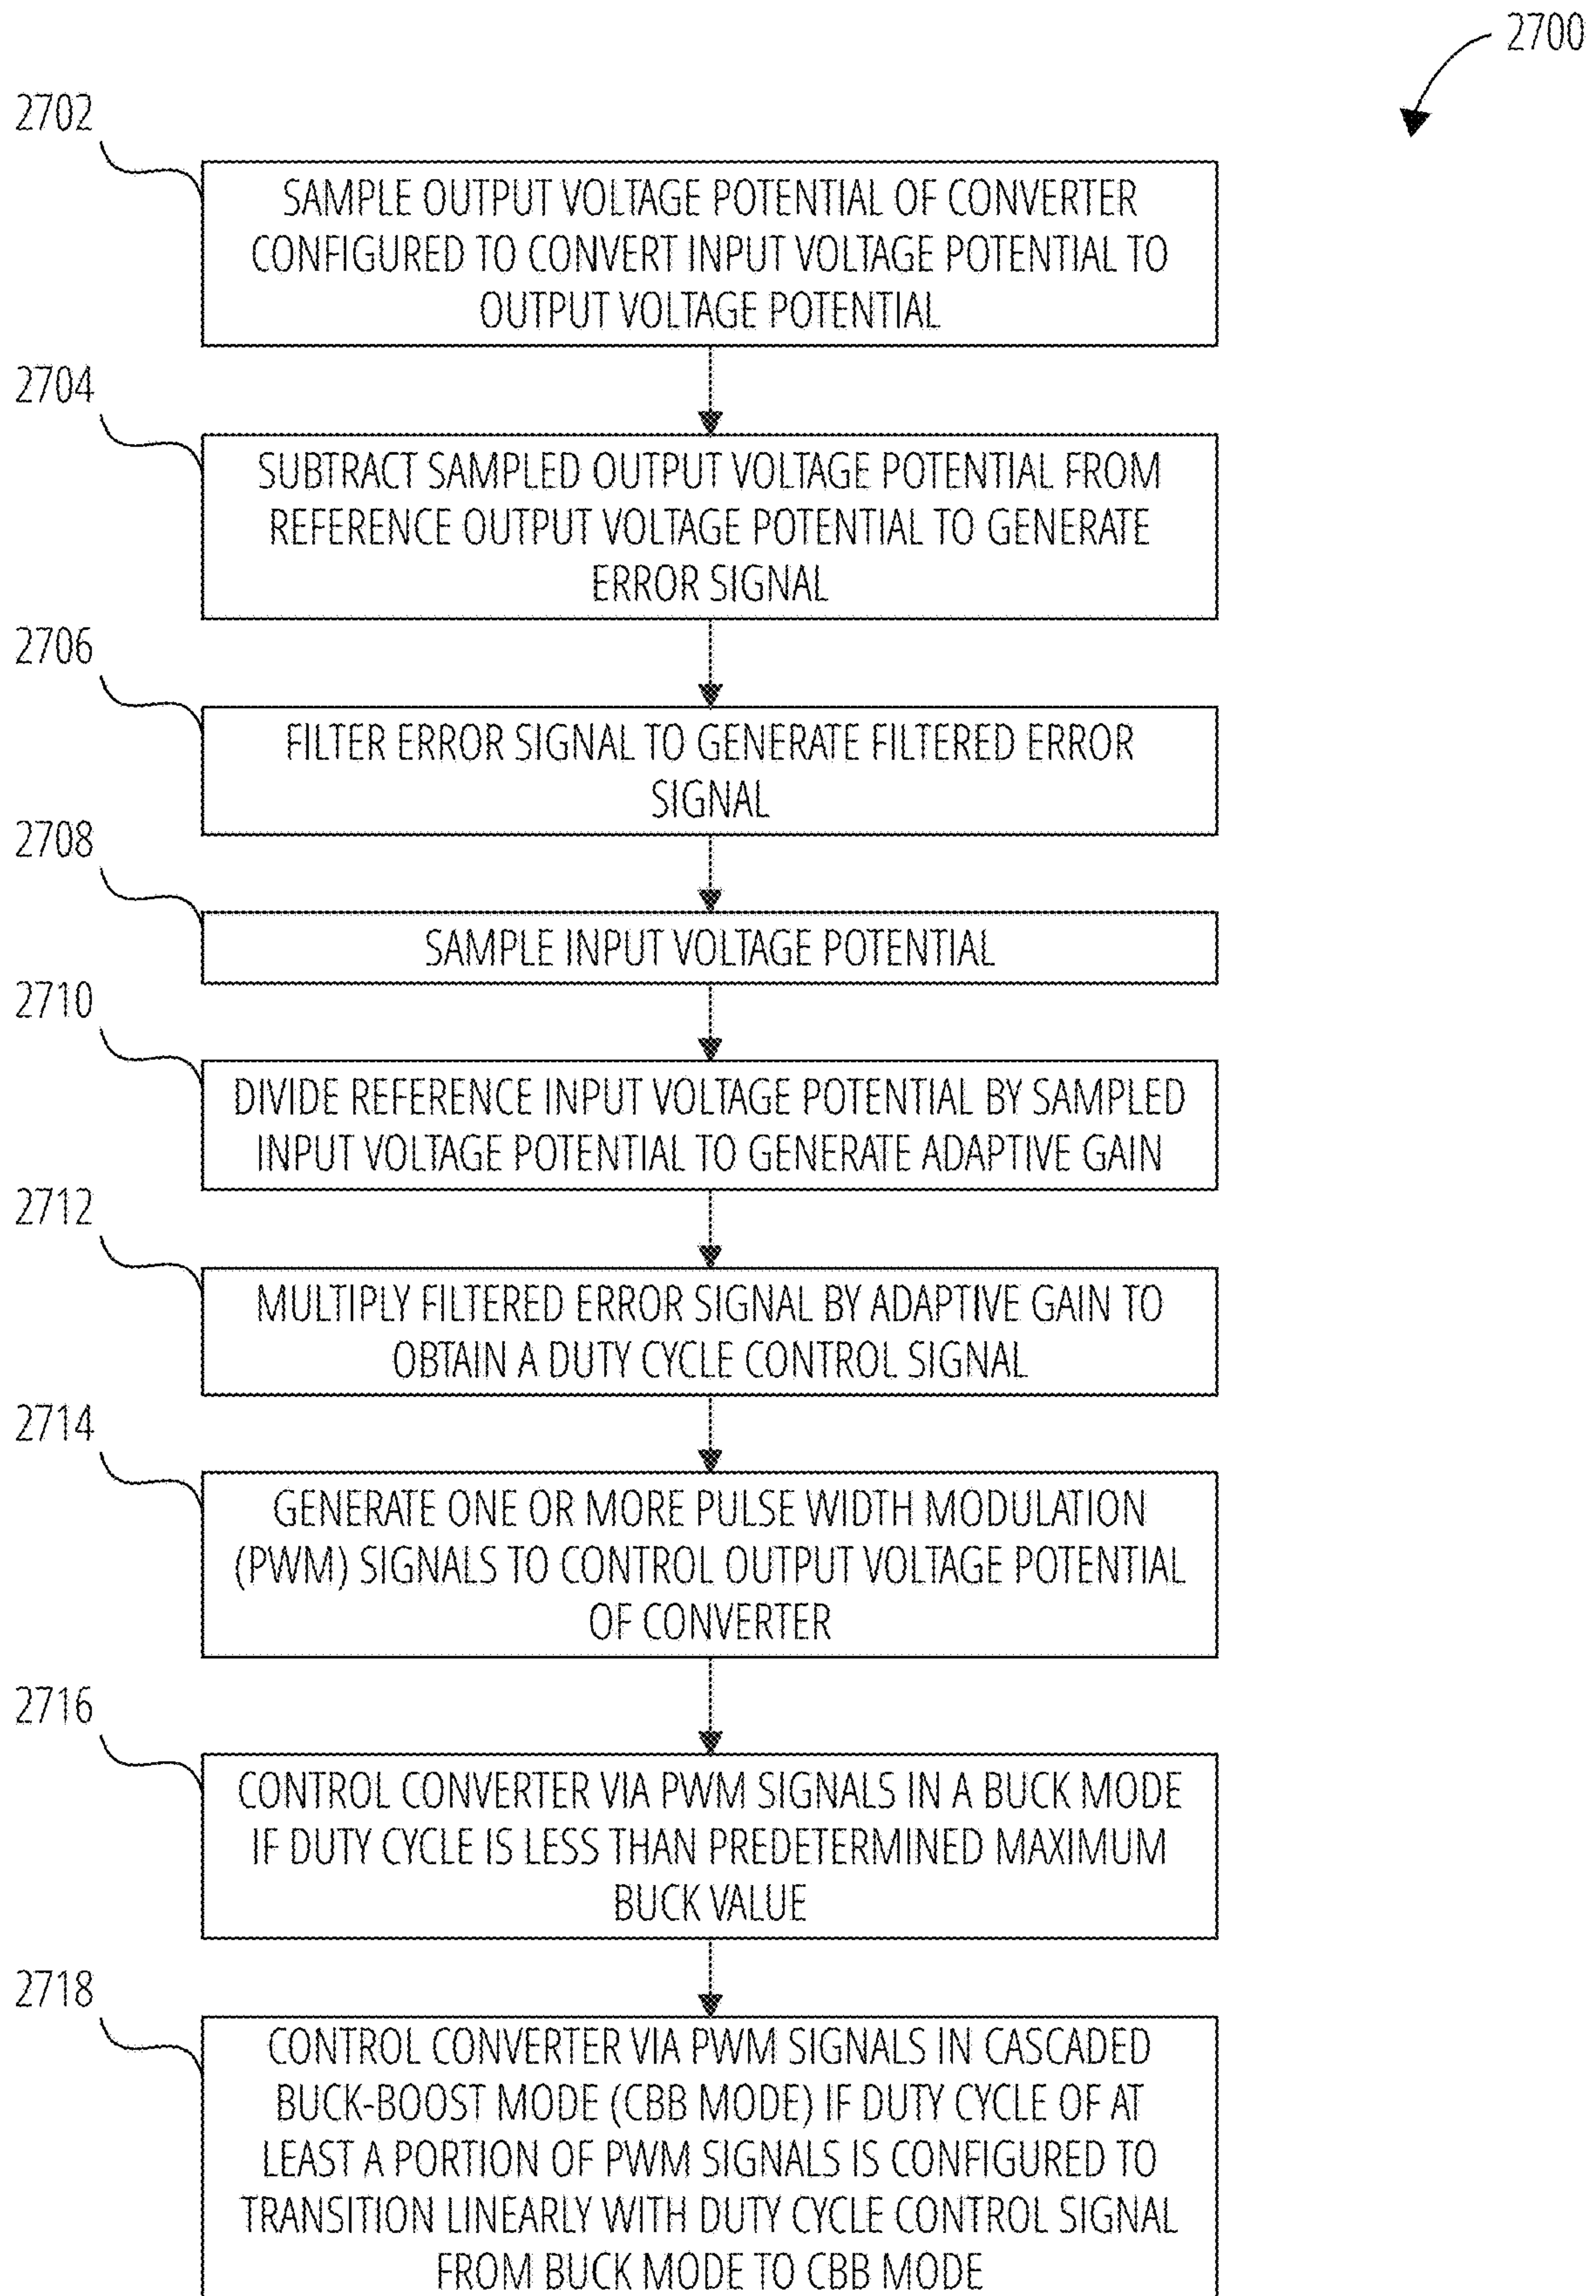 2700
2702
SAMPLE OUTPUT VOLTAGE POTENTIAL OF CONVERTER
CONFIGURED TO CONVERT INPUT VOLTAGE POTENTIAL TO
OUTPUT VOLTAGE POTENTIAL
2704
SUBTRACT SAMPLED OUTPUT VOLTAGE POTENTIAL FROM
REFERENCE OUTPUT VOLTAGE POTENTIAL TO GENERATE
ERROR SIGNAL
2706
FILTER ERROR SIGNAL TO GENERATE FILTERED ERROR
SIGNAL
2708
SAMPLE INPUT VOLTAGE POTENTIAL
2710
DIVIDE REFERENCE INPUT VOLTAGE POTENTIAL BY SAMPLED
INPUT VOLTAGE POTENTIAL TO GENERATE ADAPTIVE GAIN
2712
MULTIPLY FILTERED ERROR SIGNAL BY ADAPTIVE GAIN TO
OBTAIN A DUTY CYCLE CONTROL SIGNAL
2714
GENERATE ONE OR MORE PULSE WIDTH MODULATION
(PWM) SIGNALS TO CONTROL OUTPUT VOLTAGE POTENTIAL
OF CONVERTER
2716
CONTROL CONVERTER VIA PWM SIGNALS IN A BUCK MODE
IF DUTY CYCLE IS LESS THAN PREDETERMINED MAXIMUM
BUCK VALUE
2718
CONTROL CONVERTER VIA PWM SIGNALS IN CASCADED
BUCK-BOOST MODE (CBB MODE) IF DUTY CYCLE OF AT
LEAST A PORTION OF PWM SIGNALS IS CONFIGURED TO
TRANSITION LINEARLY WITH DUTY CYCLE CONTROL SIGNAL
FROM BUCK MODE TO CBB MODE